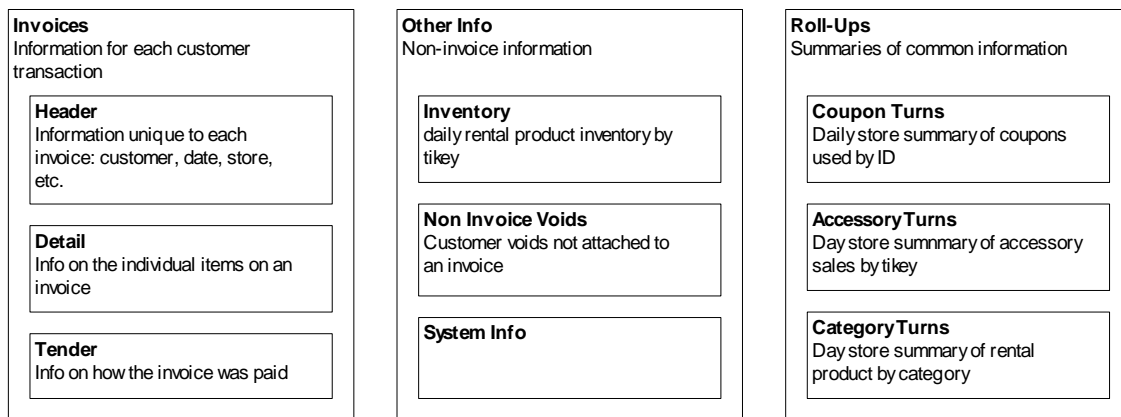 Invoices
Information for each customer
transaction
Header
Information unique to each
invoice: customer, date, store,
etc.
Detail
Info on the individual items on an
invoice
Tender
Info on how the invoice was paid
Other Info
Non-invoice information
Inventory
daily rental product inventory by
tikey
Non Invoice Voids
Customer voids not attached to
an invoice
System Info
Roll-Ups
Summaries of common information
Coupon Turns
Daily store summary of coupons
used by ID
Accessory Turns
Day store sumnmary of accessory
sales by tikey
Category Turns
Day store summary of rental
product by category